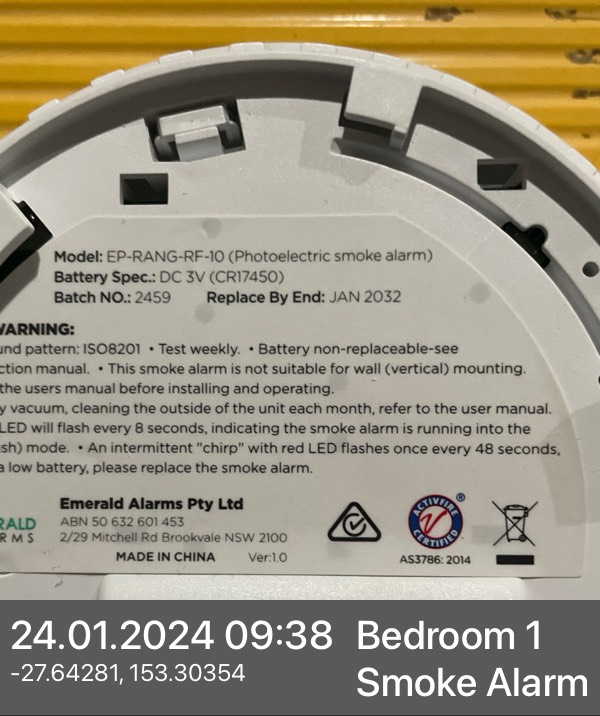 Model: EP-RANG-RF-10 (Photoelectric smoke alarm)
Battery Spec.: DC 3V (CR17450)
Batch NO.: 2459 Replace By End: JAN 2032
WARNING:
und pattern: ISO8201 • Test weekly. • Battery non-replaceable-see
ction manual. • This smoke alarm is not suitable for wall (vertical) mounting.
the users manual before installing and operating.
y vacuum, cleaning the outside of the unit each month, refer to the user manual.
LED will flash every 8 seconds, indicating the smoke alarm is running into the
sh) mode. • An intermittent "chirp" with red LED flashes once every 48 seconds,
a low battery, please replace the smoke alarm.
Emerald Alarms Pty Ltd
ABN 50 632 601 453
2/29 Mitchell Rd Brookvale NSW 2100
MADE IN CHINA Ver:1.0
RALD
RMS
ACTIVFIRE
®
CERTIFIED
AS3786: 2014
24.01.2024 09:38
-27.64281, 153.30354
Bedroom 1
Smoke Alarm